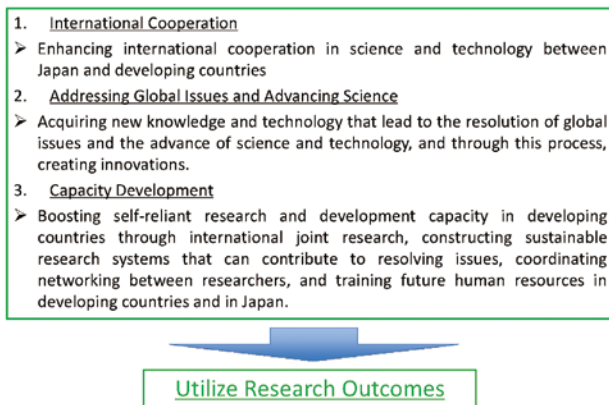 1. International Cooperation
➢ Enhancing international cooperation in science and technology between
Japan and developing countries
2. Addressing Global Issues and Advancing Science
➢ Acquiring new knowledge and technology that lead to the resolution of global
issues and the advance of science and technology, and through this process,
creating innovations.
3. Capacity Development
➢ Boosting self-reliant research and development capacity in developing
countries through international joint research, constructing sustainable
research systems that can contribute to resolving issues, coordinating
networking between researchers, and training future human resources in
developing countries and in Japan.
Utilize Research Outcomes